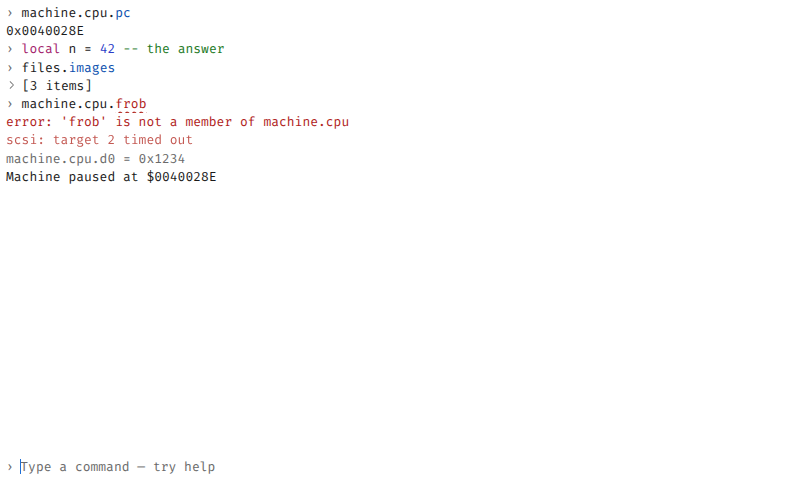 › machine.cpu.pc
0x0040028E
› local n = 42 -- the answer
› files.images
> [3 items]
› machine.cpu.frob
error: 'frob' is not a member of machine.cpu
scsi: target 2 timed out
machine.cpu.d0 = 0x1234
Machine paused at $0040028E
› Type a command — try help